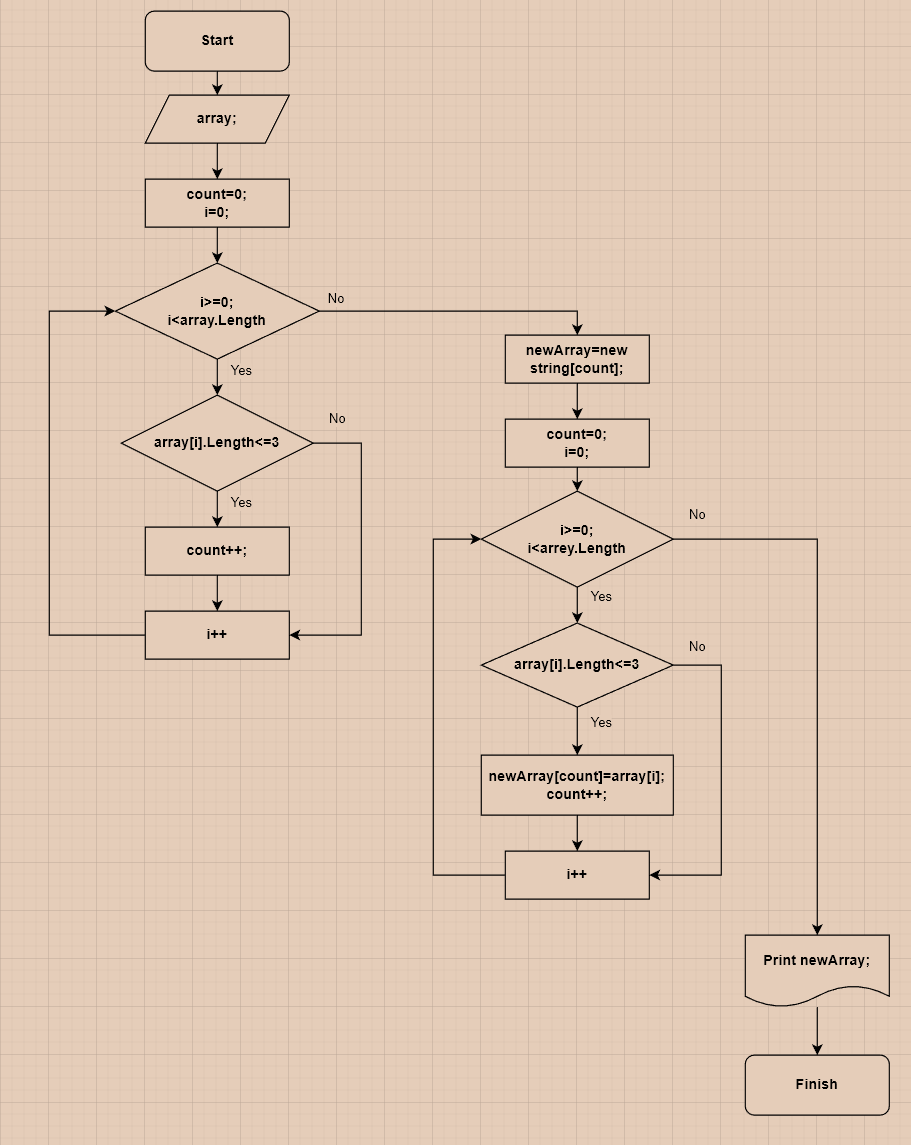 Start
array;
count=0;
i=0;
i>=0;
i<array.Length
No
Yes
array[i].Length<=3
No
Yes
count++;
i++
newArray=new
string[count];
count=0;
i=0;
i>=0;
i<arrey.Length
No
Yes
array[i].Length<=3
No
Yes
newArray[count]=array[i];
count++;
i++
Print newArray;
Finish